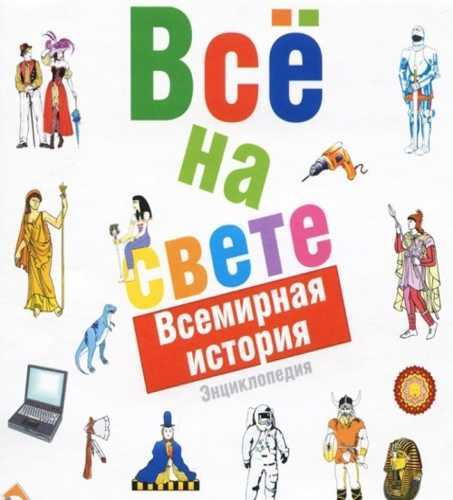 Всё
на
свете
Всемирная
история
Энциклопедия